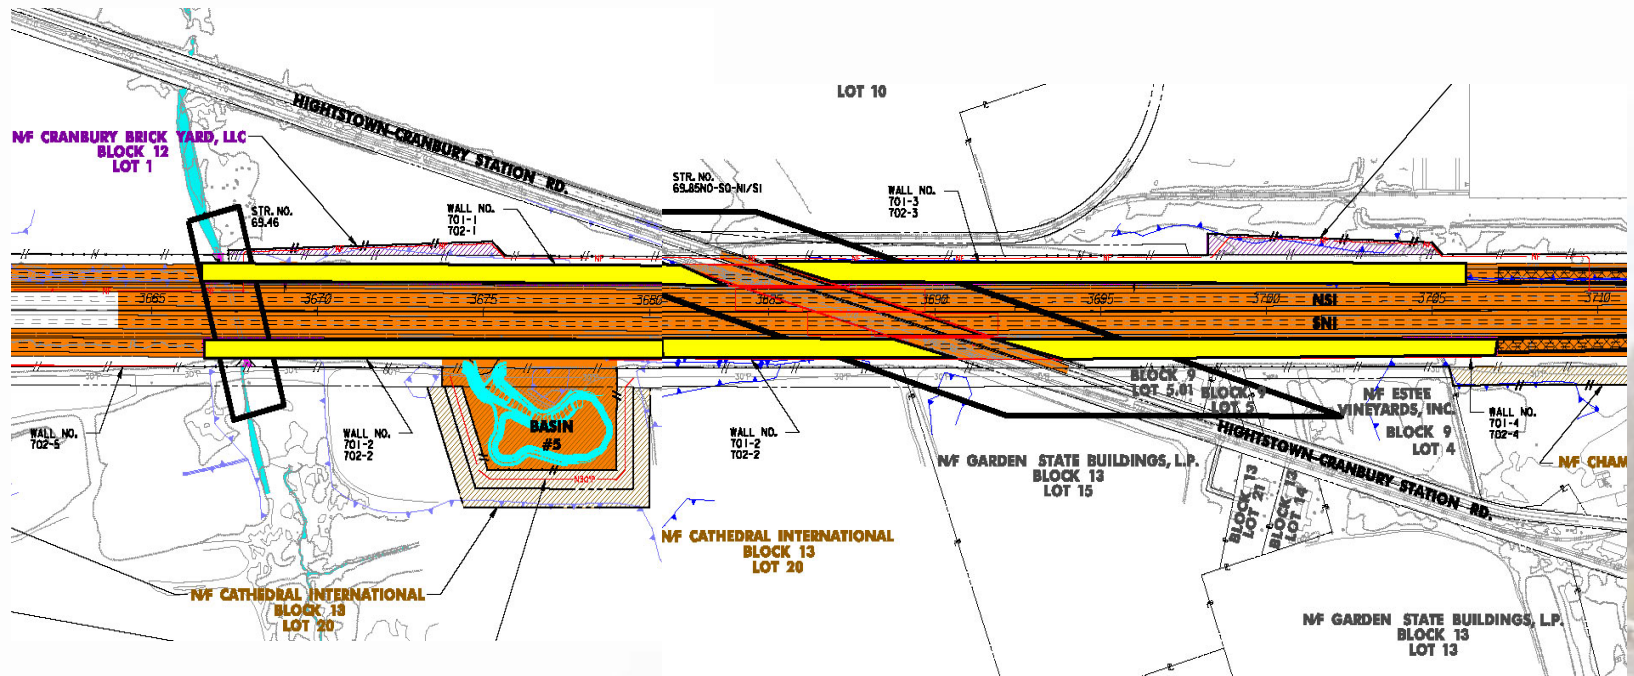 LOT 10
HIGHTSTOWN-CRANBURY STATION RD.
N/F CRANBURY BRICK YARD, LLC
BLOCK 12
LOT 1
STR. NO.
69.46
WALL NO.
701-1
702-1
STR. NO.
69.85NO-SO-NI/SI
WALL NO.
701-3
702-3
3665
3670
3675
3680
3685
3690
3695
3700
3705
3710
NSI
SNI
WALL NO.
702-5
WALL NO.
701-2
702-2
BASIN
#5
WALL NO.
701-2
702-2
BLOCK 9
LOT 5.01
BLOCK 9
LOT 5
N/F ESTEE
VINEYARDS, INC.
BLOCK 9
LOT 4
WALL NO.
701-4
702-4
HIGHTSTOWN-CRANBURY STATION RD.
N/F CHAM
N/F GARDEN STATE BUILDINGS, L.P.
BLOCK 13
LOT 15
BLOCK 13
LOT 21
BLOCK 13
LOT 14
N/F CATHEDRAL INTERNATIONAL
BLOCK 13
LOT 20
N/F CATHEDRAL INTERNATIONAL
BLOCK 13
LOT 20
N/F GARDEN STATE BUILDINGS, L.P.
BLOCK 13
LOT 13